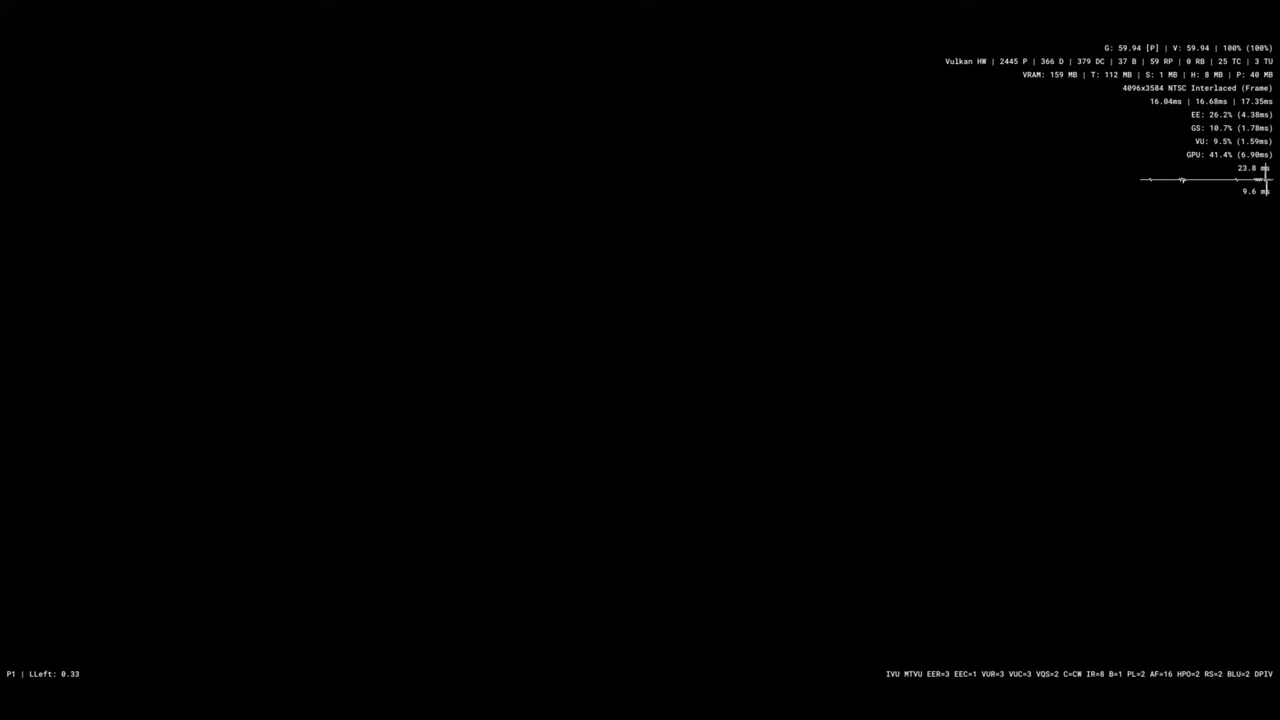 G: 59.94 [P] | V: 59.94 | 100% (100%)
Vulkan HW | 2445 P | 366 D | 379 DC | 37 B | 59 RP | 0 RB | 25 TC | 3 TU
VRAM: 159 MB | T: 112 MB | S: 1 MB | H: 8 MB | P: 40 MB
4096x3584 NTSC Interlaced (Frame)
16.04ms | 16.68ms | 17.35ms
EE: 26.2% (4.38ms)
GS: 10.7% (1.78ms)
VU: 9.5% (1.59ms)
GPU: 41.4% (6.90ms)
23.8 ms
9.6 ms
P1 | LLeft: 0.33
IVU MTVU EER=3 EEC=1 VUR=3 VUC=3 VQS=2 C=CW IR=8 B=1 PL=2 AF=16 HPO=2 RS=2 BLU=2 DPIV